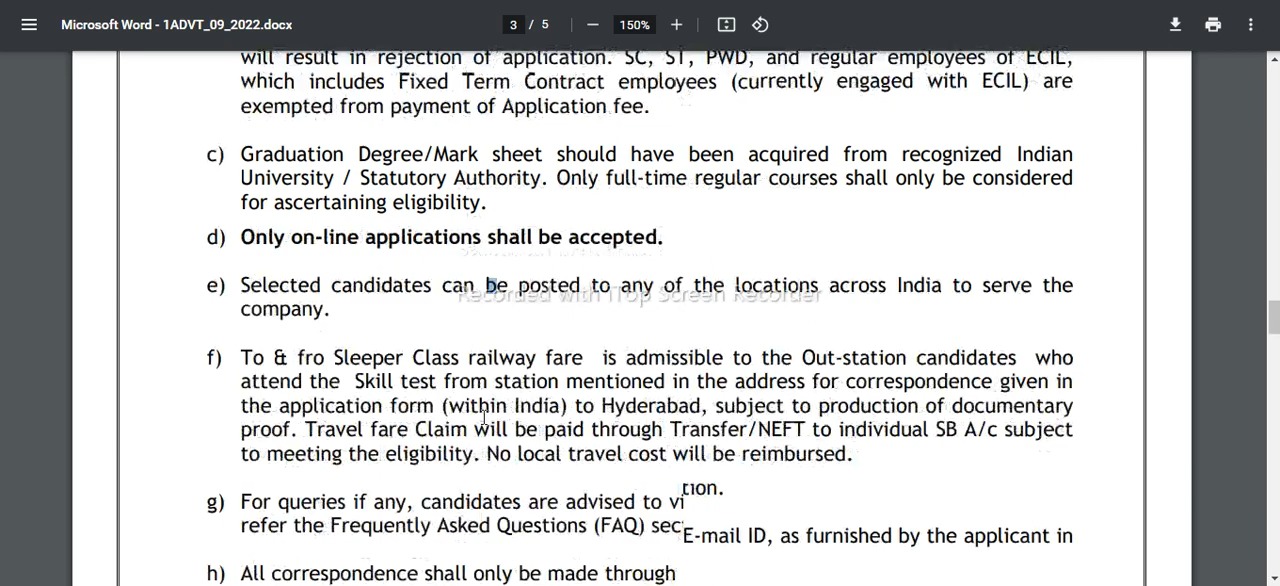 Microsoft Word - 1ADVT_09_2022.docx
3 / 5
150%
will result in rejection of application. SC, ST, PWD, and regular employees of ECIL,
which includes Fixed Term Contract employees (currently engaged with ECIL) are
exempted from payment of Application fee.
c) Graduation Degree/Mark sheet should have been acquired from recognized Indian
University / Statutory Authority. Only full-time regular courses shall only be considered
for ascertaining eligibility.
d) Only on-line applications shall be accepted.
e) Selected candidates can be posted to any of the locations across India to serve the
Recorded with iTop Screen Recorder
company.
f) To & fro Sleeper Class railway fare is admissible to the Out-station candidates who
attend the Skill test from station mentioned in the address for correspondence given in
the application form (within India) to Hyderabad, subject to production of documentary
proof. Travel fare Claim will be paid through Transfer/NEFT to individual SB A/c subject
to meeting the eligibility. No local travel cost will be reimbursed.
tion.
g) For queries if any, candidates are advised to vi
refer the Frequently Asked Questions (FAQ) sec
E-mail ID, as furnished by the applicant in
h) All correspondence shall only be made through